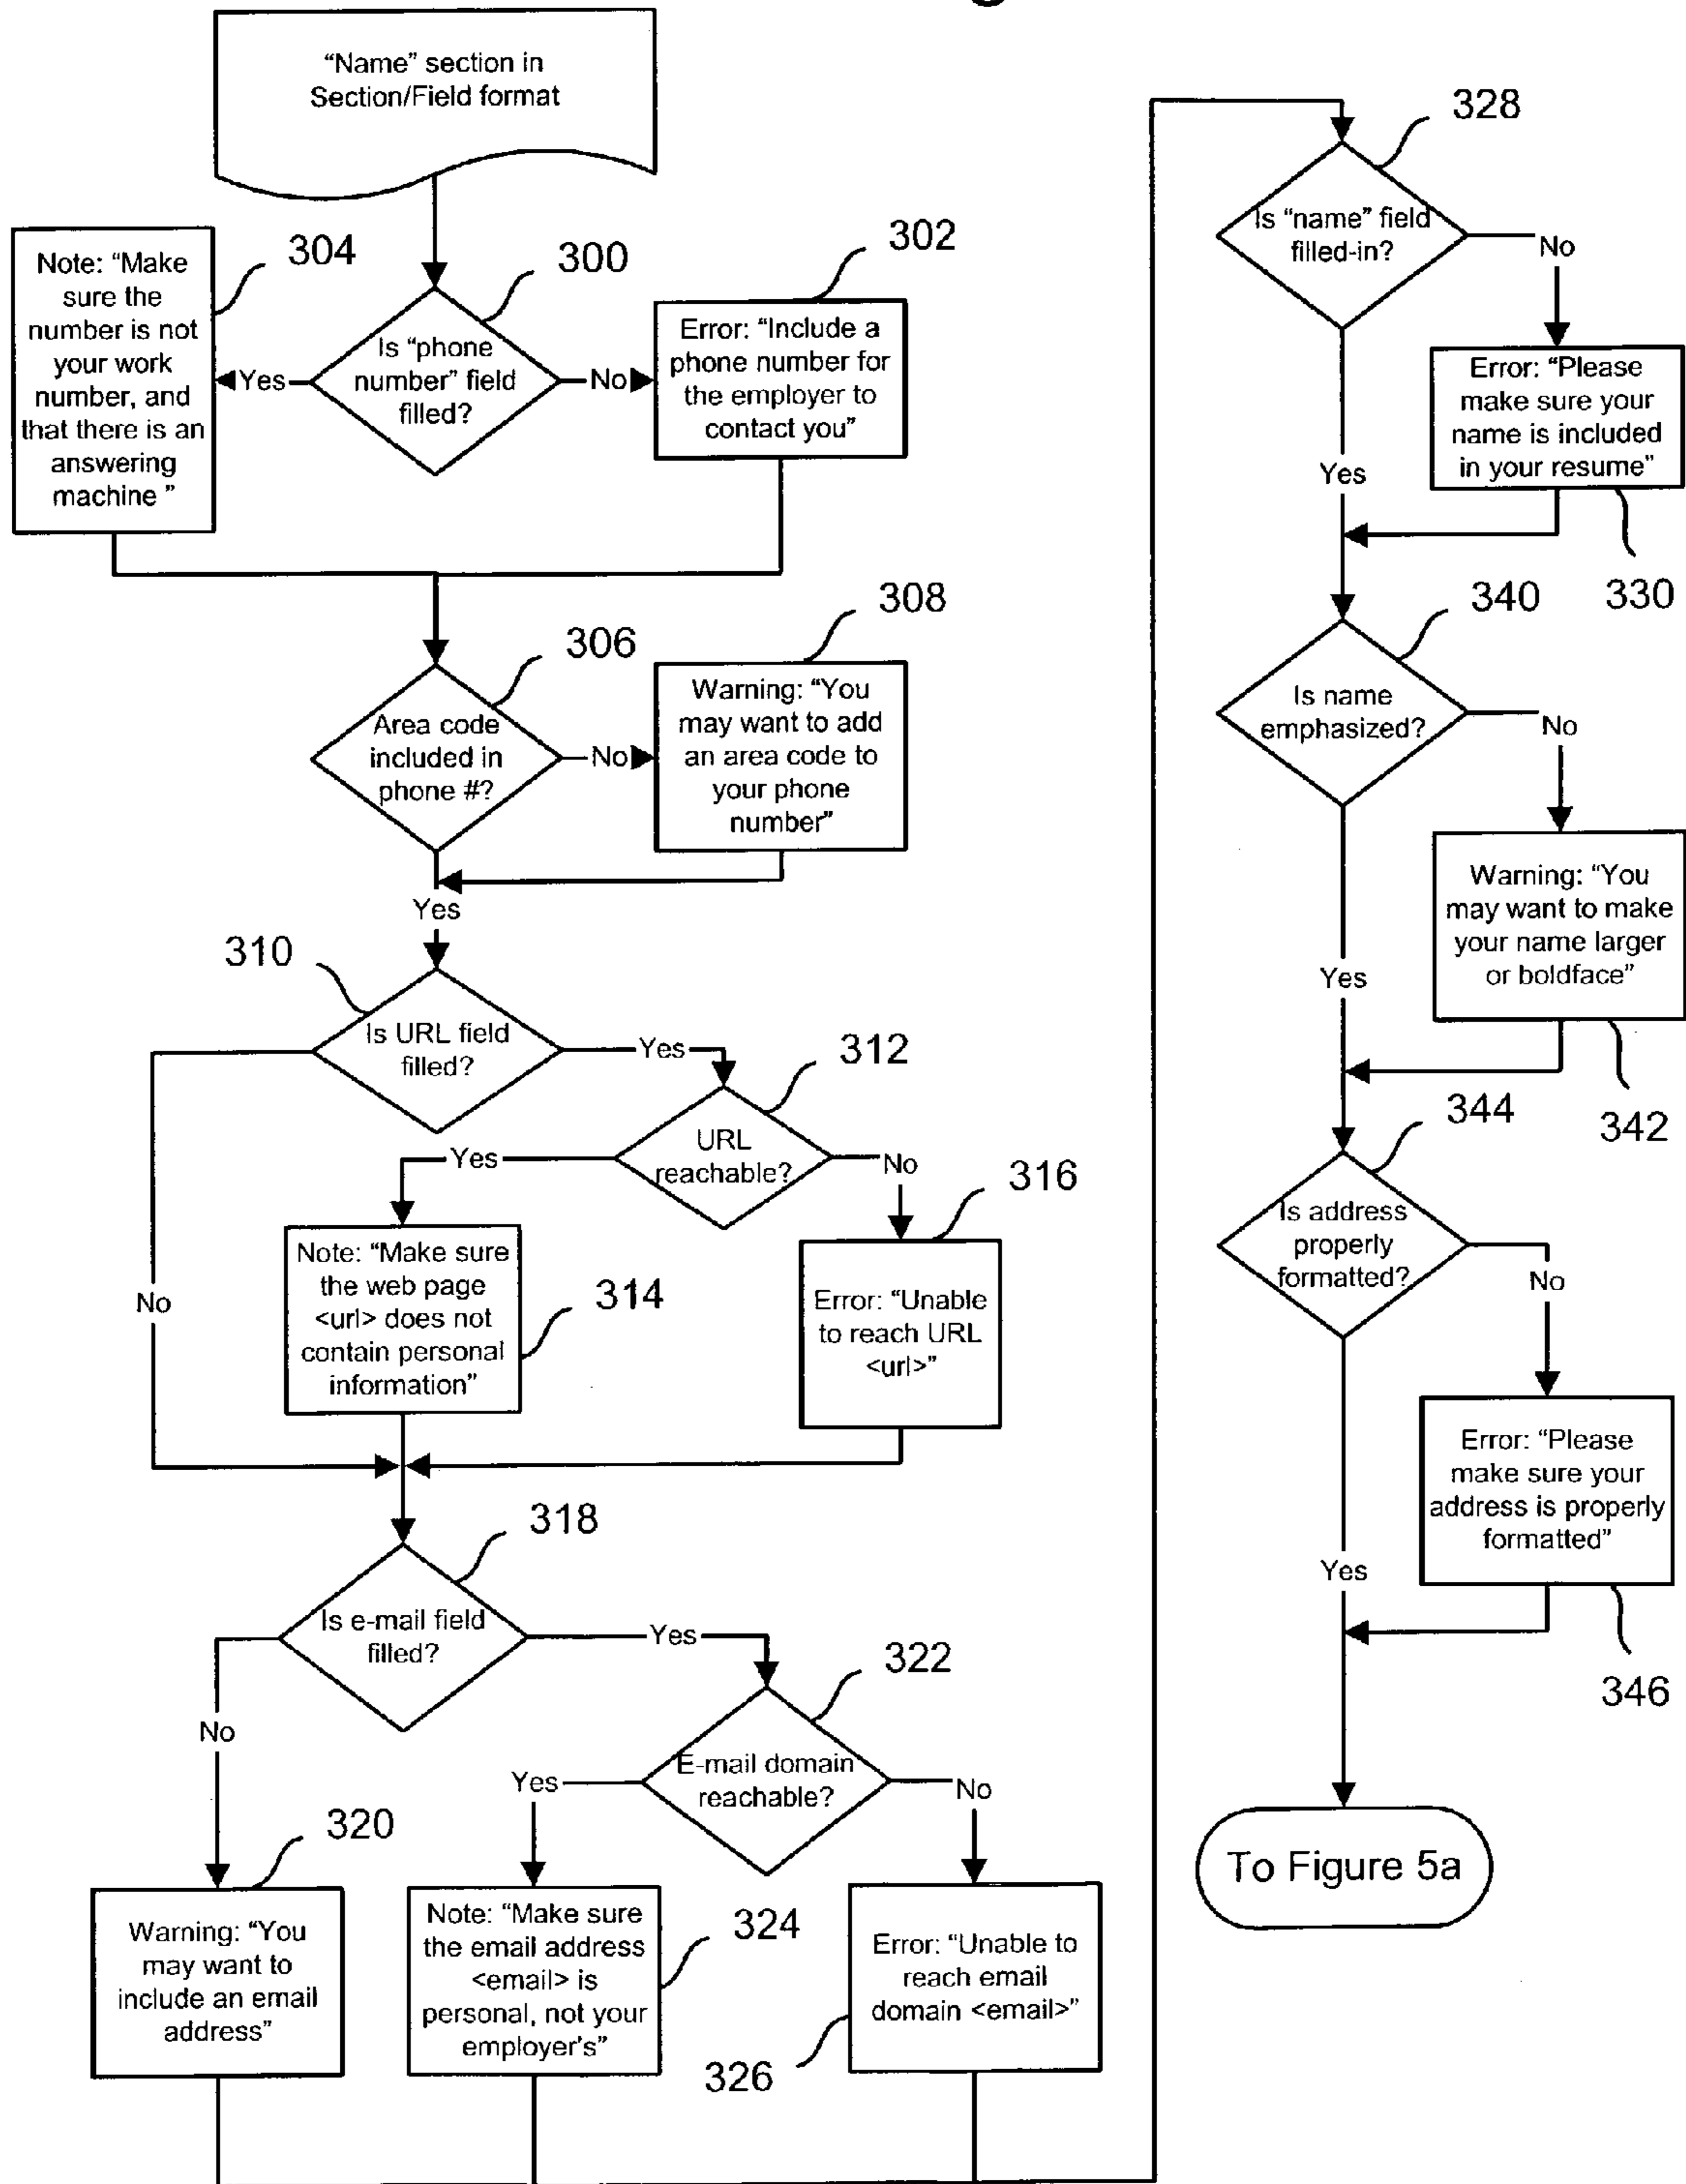 “Name” section in
Section/Field format
304
Note: “Make
sure the
number is not
your work
number, and
that there is an
answering
machine ”
300
Is “phone
number” field
filled?
Yes
No
302
Error: “Include a
phone number for
the employer to
contact you”
306
Area code
included in
phone #?
No
Yes
308
Warning: “You
may want to add
an area code to
your phone
number”
310
Is URL field
filled?
Yes
No
312
URL
reachable?
Yes
No
Note: “Make sure
the web page
<url> does not
contain personal
information”
314
316
Error: “Unable
to reach URL
<url>”
318
Is e-mail field
filled?
Yes
No
322
E-mail domain
reachable?
Yes
No
320
Warning: “You
may want to
include an email
address”
Note: “Make sure
the email address
<email> is
personal, not your
employer's”
324
Error: “Unable to
reach email
domain <email>”
326
328
Is “name” field
filled-in?
No
Yes
Error: “Please
make sure your
name is included
in your resume”
330
340
Is name
emphasized?
No
Yes
Warning: “You
may want to make
your name larger
or boldface”
342
344
Is address
properly
formatted?
No
Yes
Error: “Please
make sure your
address is properly
formatted”
346
To Figure 5a